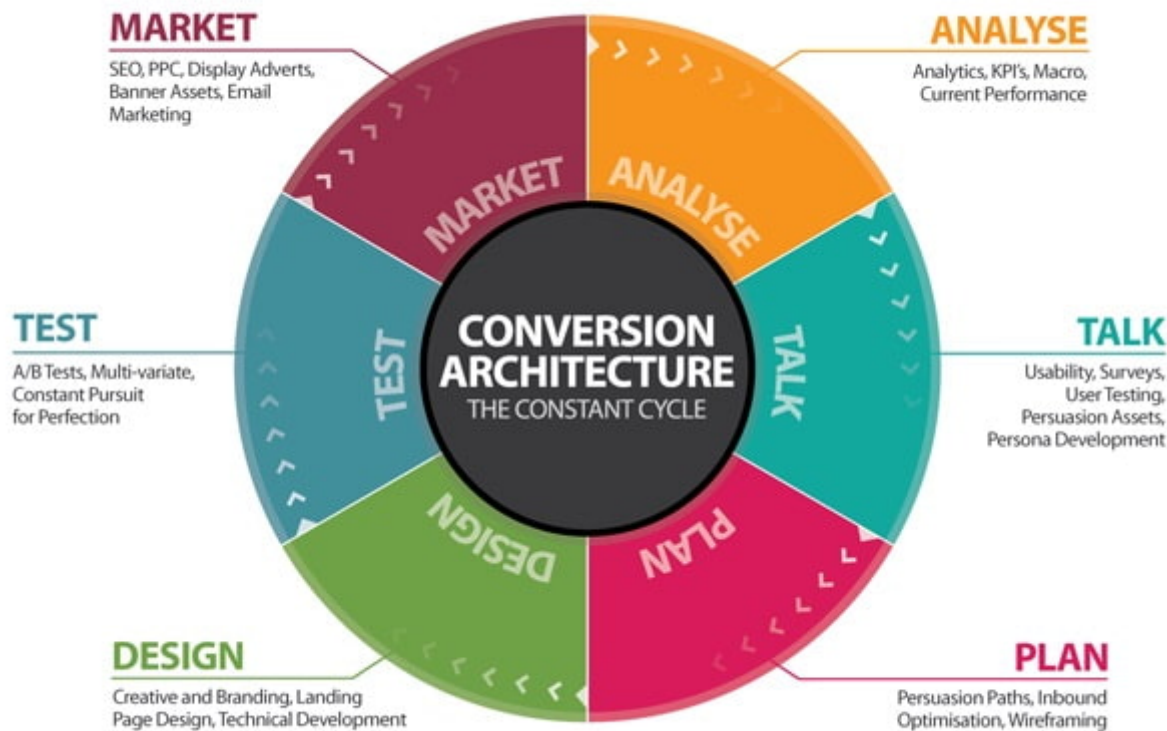 MARKET
SEO, PPC, Display Adverts,
Banner Assets, Email
Marketing
ANALYSE
Analytics, KPI's, Macro,
Current Performance
MARKET
ANALYSE
TEST
A/B Tests, Multi-variate,
Constant Pursuit
for Perfection
TEST
CONVERSION
ARCHITECTURE
THE CONSTANT CYCLE
TALK
TALK
Usability, Surveys,
User Testing,
Persuasion Assets,
Persona Development
DESIGN
PLAN
DESIGN
Creative and Branding, Landing
Page Design, Technical Development
PLAN
Persuasion Paths, Inbound
Optimisation, Wireframing